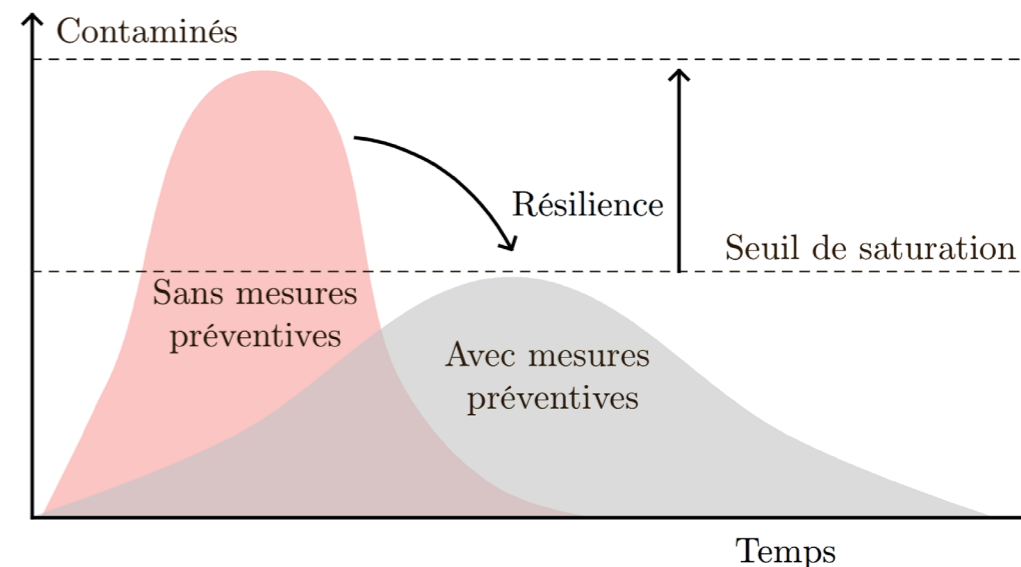 Contaminés
Résilience
Seuil de saturation
Sans mesures
préventives
Avec mesures
préventives
Temps